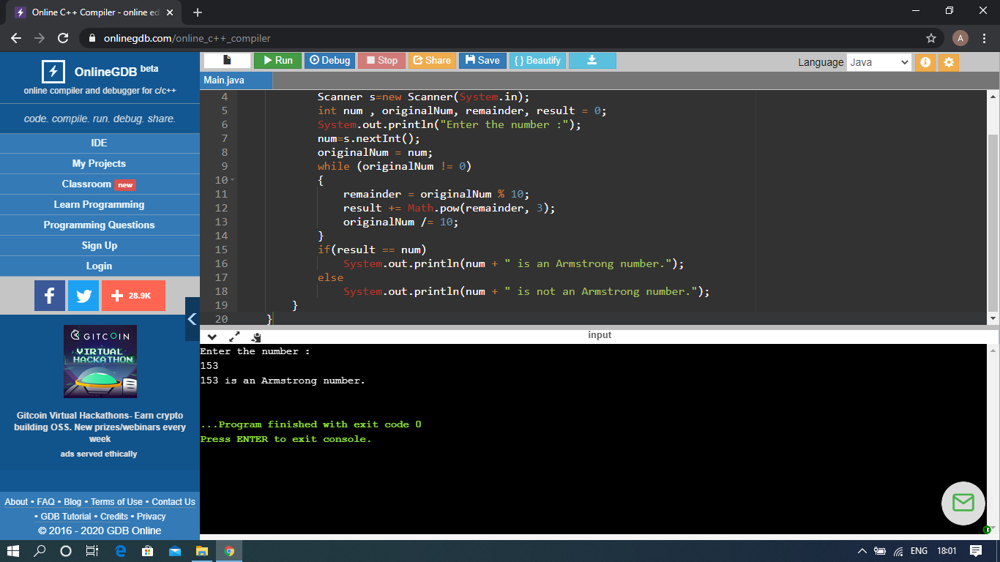 Online C++ Compiler - online ed
onlinegdb.com/online_c++_compiler
A
OnlineGDB beta
online compiler and debugger for c/c++
code. compile. run. debug. share.
IDE
My Projects
Classroom new
Learn Programming
Programming Questions
Sign Up
Login
28.9K
GITCOIN
VIRTUAL
HACKATHON
Gitcoin Virtual Hackathons- Earn crypto
building OSS. New prizes/webinars every
week
ads served ethically
About • FAQ • Blog • Terms of Use • Contact Us
• GDB Tutorial • Credits • Privacy
© 2016 - 2020 GDB Online
Run Debug Stop Share Save { } Beautify Language Java
Main.java
4 Scanner s=new Scanner(System.in);
5 int num , originalNum, remainder, result = 0;
6 System.out.println("Enter the number :");
7 num=s.nextInt();
8 originalNum = num;
9 while (originalNum != 0)
10 {
11 remainder = originalNum % 10;
12 result += Math.pow(remainder, 3);
13 originalNum /= 10;
14 }
15 if(result == num)
16 System.out.println(num + " is an Armstrong number.");
17 else
18 System.out.println(num + " is not an Armstrong number.");
19 }
20 }
input
Enter the number :
153
153 is an Armstrong number.
...Program finished with exit code 0
Press ENTER to exit console.
ENG 18:01